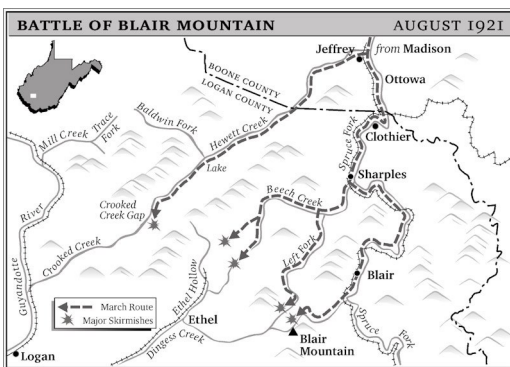 BATTLE OF BLAIR MOUNTAIN
AUGUST 1921
Jeffrey
from Madison
Ottowa
BOONE COUNTY
LOGAN COUNTY
Mill Creek
Trace
Fork
Baldwin Fork
Hewett Creek
Spruce Fork
Clothier
Lake
Sharples
Beech Creek
Crooked
Creek Gap
Guyandotte River
Crooked Creek
Left Fork
Ethel Hollow
Blair
March Route
Major Skirmishes
Ethel
Spruce Fork
Dingess Creek
Blair
Mountain
Logan